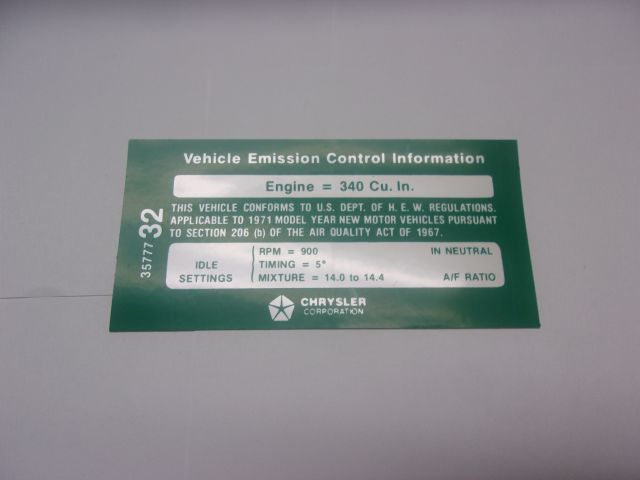 Vehicle Emission Control Information
Engine = 340 Cu. In.
THIS VEHICLE CONFORMS TO U.S. DEPT. OF H. E. W. REGULATIONS.
APPLICABLE TO 1971 MODEL YEAR NEW MOTOR VEHICLES PURSUANT
TO SECTION 206 (b) OF THE AIR QUALITY ACT OF 1967.
3577732
IDLE
SETTINGS
RPM = 900 IN NEUTRAL
TIMING = 5°
MIXTURE = 14.0 to 14.4 A/F RATIO
CHRYSLER
CORPORATION